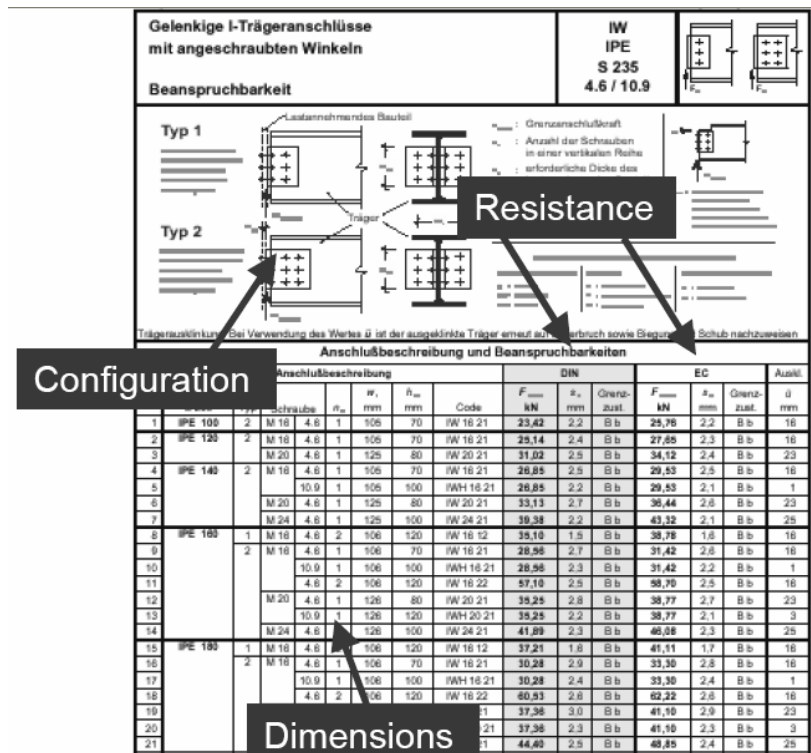 Gelenkige I-Trägeranschlüsse
mit angeschraubten Winkeln
Beanspruchbarkeit
IW
IPE
S 235
4.6 / 10.9
Typ 1
Lastannehmendes Bauteil
: Grenzanschlußkraft
: Anzahl der Schrauben
in einer vertikalen Reihe
: erforderliche Dicke des
Resistance
Träger
Typ 2
Trägerausklinkung: Bei Verwendung des Wertes ü ist der ausgeklinkte Träger erneut auf sowie Biegung Schub nachzuweisen
Configuration
Anschlußbeschreibung und Beanspruchbarkeiten
Anschlußbeschreibung DIN EC Auskl.
Schraube Code F kN mm Grenz-zust. F kN mm Grenz-zust. ü mm
1 IPE 100 2 M 16 4.6 1 105 70 IW 16 21 23,42 2,2 B b 25,76 2,2 B b 16
2 IPE 120 2 M 16 4.6 1 105 70 IW 16 21 25,14 2,4 B b 27,65 2,3 B b 16
3 M 20 4.6 1 125 80 IW 20 21 31,02 2,5 B b 34,12 2,4 B b 23
4 IPE 140 2 M 16 4.6 1 105 70 IW 16 21 26,85 2,5 B b 29,53 2,5 B b 16
5 10.9 1 105 100 IWH 16 21 26,85 2,2 B b 29,53 2,1 B b 1
6 M 20 4.6 1 125 80 IW 20 21 33,13 2,7 B b 36,44 2,6 B b 23
7 M 24 4.6 1 125 100 IW 24 21 39,38 2,2 B b 43,32 2,1 B b 25
8 IPE 160 1 M 16 4.6 2 106 120 IW 16 12 35,10 1,5 B b 38,78 1,6 B b 16
9 2 M 16 4.6 1 106 70 IW 16 21 28,56 2,7 B b 31,42 2,6 B b 16
10 10.9 1 106 100 IWH 16 21 28,56 2,3 B b 31,42 2,2 B b 1
11 4.6 2 106 120 IW 16 22 57,10 2,5 B b 58,70 2,5 B b 16
12 M 20 4.6 1 126 80 IW 20 21 35,25 2,8 B b 38,77 2,7 B b 23
13 10.9 1 126 120 IWH 20 21 35,25 2,2 B b 38,77 2,1 B b 3
14 M 24 4.6 126 100 IW 24 21 41,89 2,3 B b 46,08 2,3 B b 25
15 IPE 180 1 M 16 4.6 106 120 IW 16 12 37,21 1,6 B b 41,11 1,7 B b 16
16 2 M 16 4.6 1 106 70 IW 16 21 30,28 2,9 B b 33,30 2,8 B b 16
17 10.9 1 106 100 IWH 16 21 30,28 2,4 B b 33,30 2,4 B b 1
18 4.6 2 106 120 IW 16 22 60,53 2,6 B b 62,22 2,6 B b 16
19 21 37,36 3,0 B b 41,10 2,9 B b 23
20 21 37,36 2,3 B b 41,10 2,3 B b 3
21 21 44,40 2,5 B b 48,85 2,4 B b 25
Dimensions